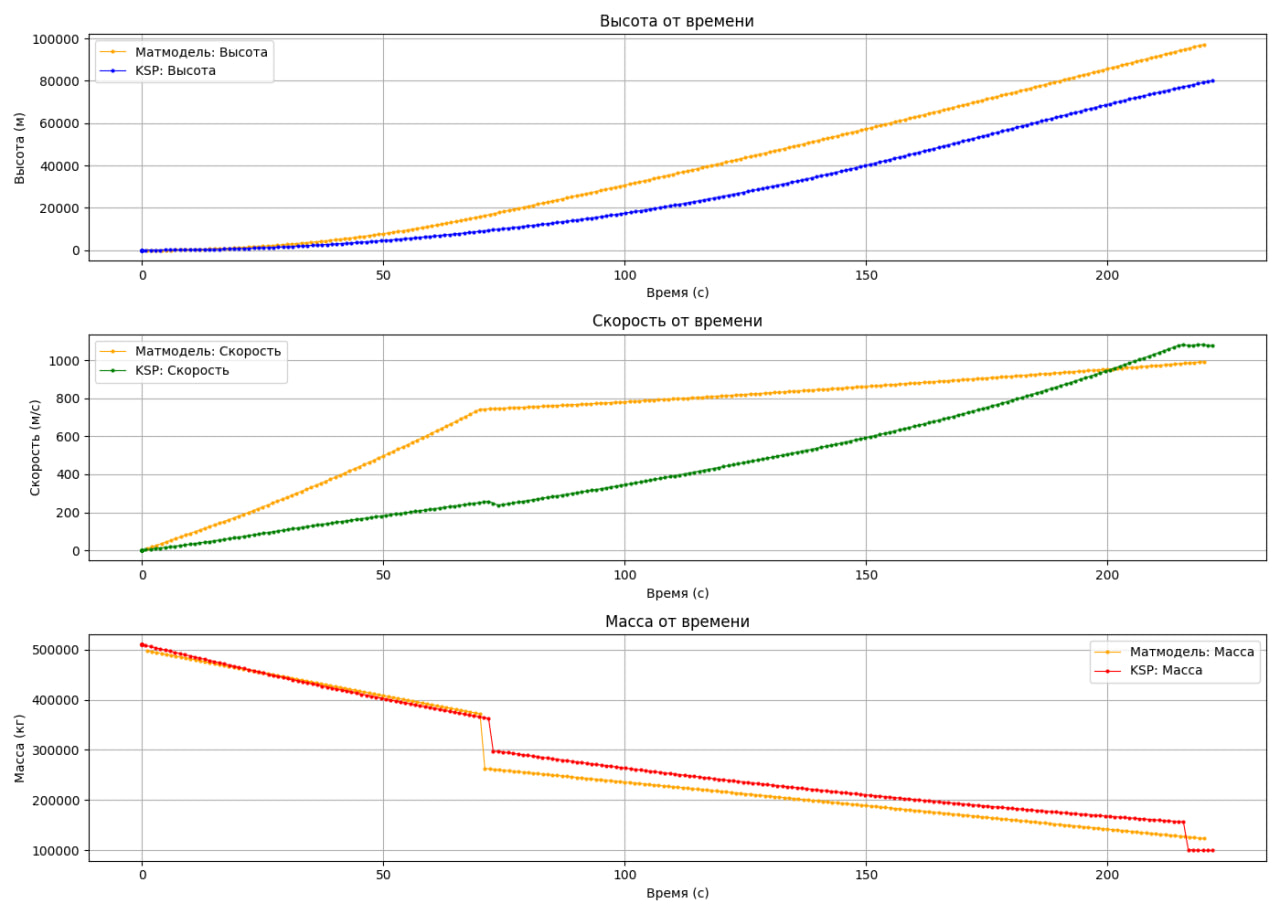 Высота от времени
Матмодель: Высота
KSP: Высота
Высота (м)
100000
80000
60000
40000
20000
0
0 50 100 150 200
Время (с)
Скорость от времени
Матмодель: Скорость
KSP: Скорость
Скорость (м/с)
1000
800
600
400
200
0
0 50 100 150 200
Время (с)
Масса от времени
Матмодель: Масса
KSP: Масса
Масса (кг)
500000
400000
300000
200000
100000
0 50 100 150 200
Время (с)